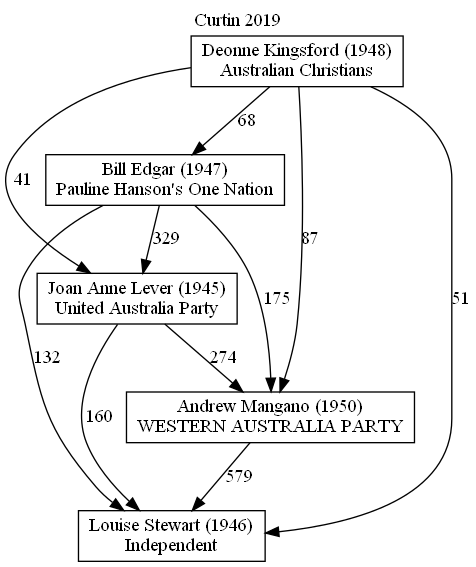 Curtin 2019
Deonne Kingsford (1948)
Australian Christians
68
Bill Edgar (1947)
Pauline Hanson's One Nation
41
329
87
51
Joan Anne Lever (1945)
United Australia Party
175
132
274
160
Andrew Mangano (1950)
WESTERN AUSTRALIA PARTY
579
Louise Stewart (1946)
Independent